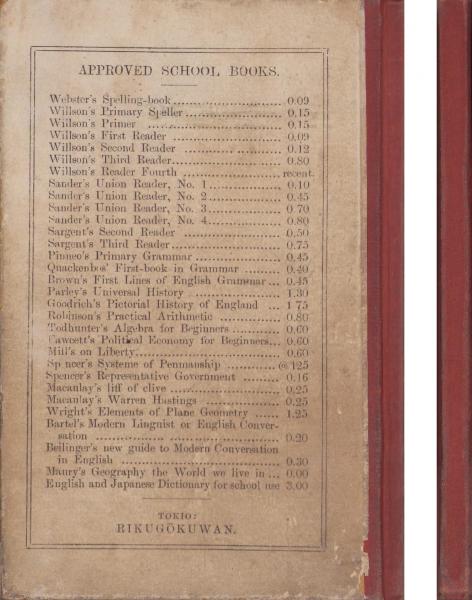 APPROVED SCHOOL BOOKS.
Webster's Spelling-book .......... 0.09
Willson's Primary Speller .......... 0.15
Willson's Primer .......... 0.15
Willson's First Reader .......... 0.09
Willson's Second Reader .......... 0.12
Willson's Third Reader .......... 0.80
Willson's Reader Fourth .......... recent.
Sander's Union Reader, No. 1 .......... 0.10
Sander's Union Reader, No. 2 .......... 0.45
Sander's Union Reader, No. 3 .......... 0.70
Sander's Union Reader, No. 4 .......... 0.80
Sargent's Second Reader .......... 0.50
Sargent's Third Reader .......... 0.75
Pinneo's Primary Grammar .......... 0.45
Quackenbos' First-book in Grammar ..... 0.40
Brown's First Lines of English Grammar ... 0.45
Parley's Universal History .......... 1.30
Goodrich's Pictorial History of England ... 1 75
Robinson's Practical Arithmetic .......... 0.80
Todhunter's Algebra for Beginners .......... 0.60
Fawcett's Political Economy for Beginners... 0.60
Mill's on Liberty .......... 0.60
Sp ncer's Systeme of Penmanship .......... @ 125
Spencer's Representative Government ..... 0.16
Macaulay's liff of clive .......... 0.25
Macaulay's Warren Hastings .......... 0.25
Wright's Elements of Plane Geometry ...... 1.25
Bartel's Modern Lingnist or English Conver-
sation .......... 0.20
Beilinger's new guide to Modern Conversation
in English .......... 0.30
Maury's Geography the World we live in ... 0.00
English and Japanese Dictionary for school use 3.00
TOKIO:
RIKUGŌKUWAN.